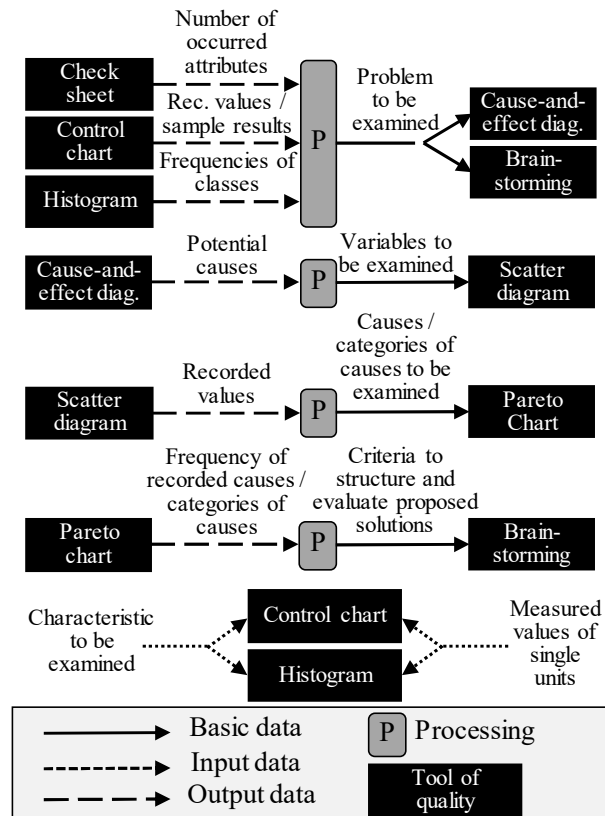 Number of
occurred
attributes
Check
sheet
Rec. values /
sample results
Control
chart
Frequencies of
classes
Histogram
P
Problem
to be
examined
Cause-and-
effect diag.
Brain-
storming
Cause-and-
effect diag.
Potential
causes
P
Variables to
be examined
Scatter
diagram
Scatter
diagram
Recorded
values
P
Causes /
categories of
causes to be
examined
Pareto
Chart
Pareto
chart
Frequency of
recorded causes /
categories of
causes
P
Criteria to
structure and
evaluate proposed
solutions
Brain-
storming
Characteristic
to be
examined
Control chart
Histogram
Measured
values of
single
units
Basic data
P Processing
Input data
Output data
Tool of
quality